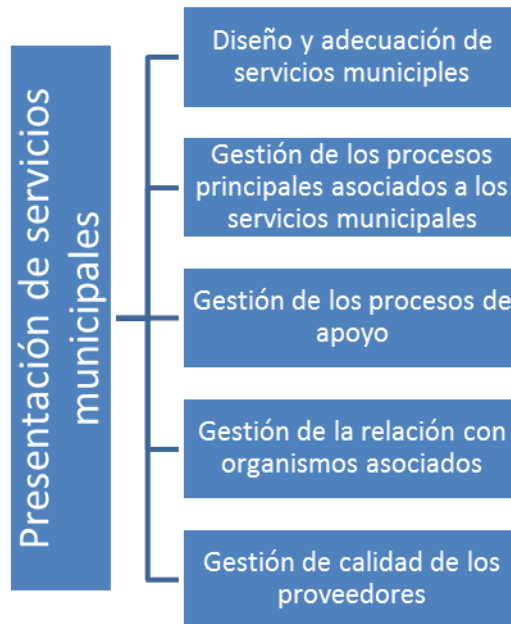 Presentación de servicios
municipales
Diseño y adecuación de
servicios municiples
Gestión de los procesos
principales asociados a los
servicios municipales
Gestión de los procesos de
apoyo
Gestión de la relación con
organismos asociados
Gestión de calidad de los
proveedores